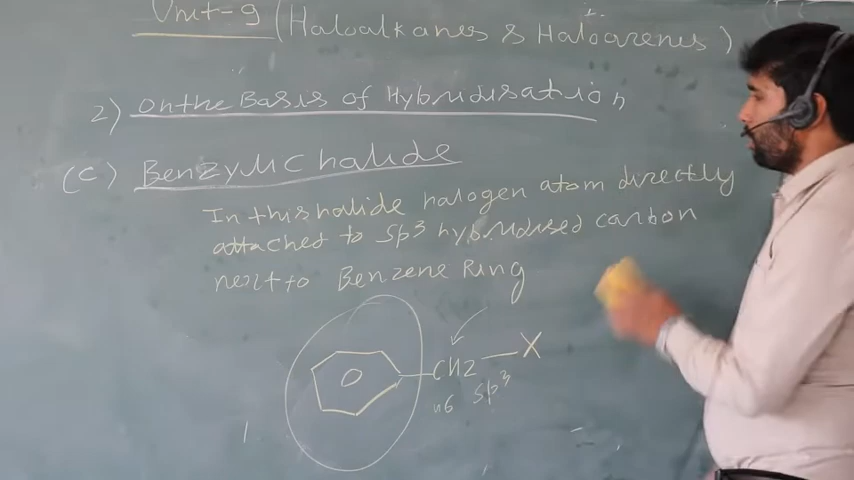 Unit-9 (Haloalkanes & Haloarenes)
2) On the Basis of Hybridisation
(c) Benzylic halide
In this halide halogen atom directly
attached to Sp3 hybridised carbon
next to Benzene Ring
CH2 — X
Sp3